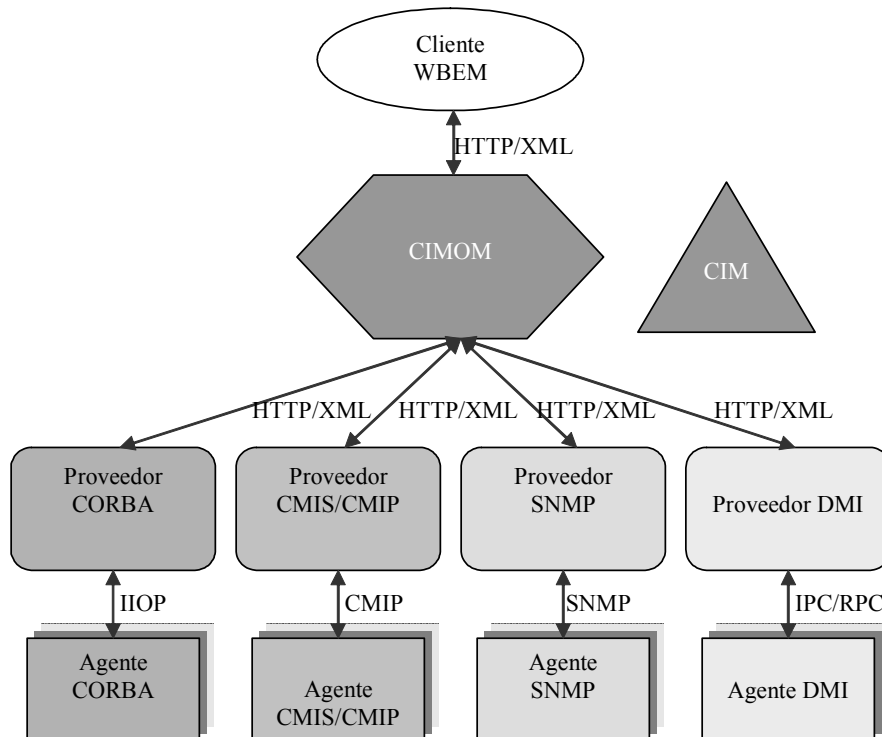 Cliente
WBEM
HTTP/XML
CIMOM
CIM
HTTP/XML
HTTP/XML
HTTP/XML
HTTP/XML
Proveedor
CORBA
Proveedor
CMIS/CMIP
Proveedor
SNMP
Proveedor DMI
IIOP
CMIP
SNMP
IPC/RPC
Agente
CORBA
Agente
CMIS/CMIP
Agente
SNMP
Agente DMI